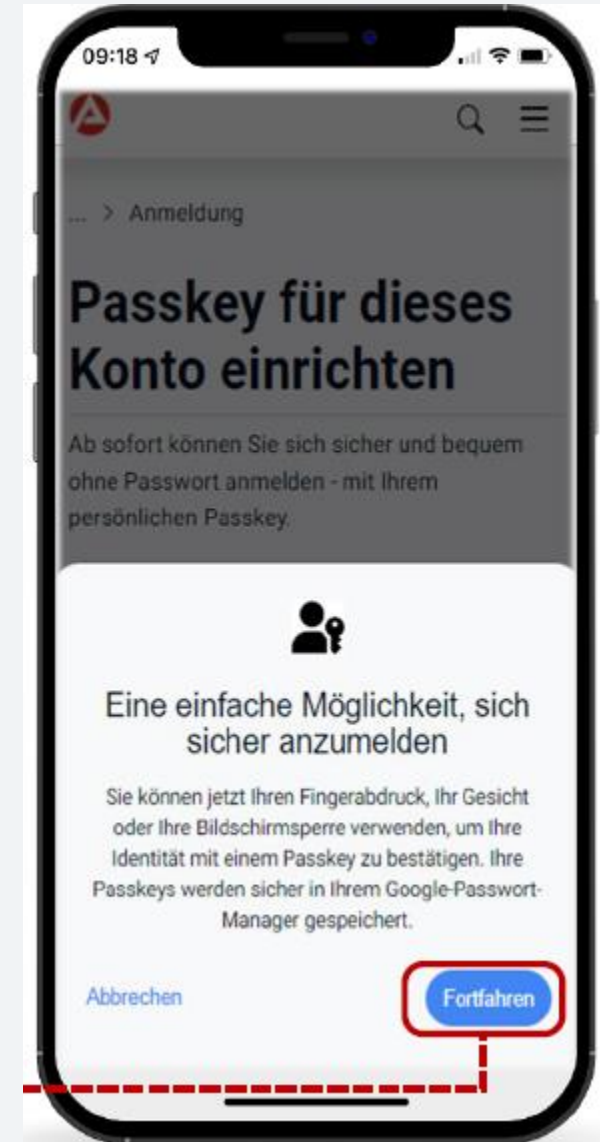 09:18
... > Anmeldung
Passkey für dieses
Konto einrichten
Ab sofort können Sie sich sicher und bequem
ohne Passwort anmelden - mit Ihrem
persönlichen Passkey.
Eine einfache Möglichkeit, sich
sicher anzumelden
Sie können jetzt Ihren Fingerabdruck, Ihr Gesicht
oder Ihre Bildschirmsperre verwenden, um Ihre
Identität mit einem Passkey zu bestätigen. Ihre
Passkeys werden sicher in Ihrem Google-Passwort-
Manager gespeichert.
Abbrechen
Fortfahren